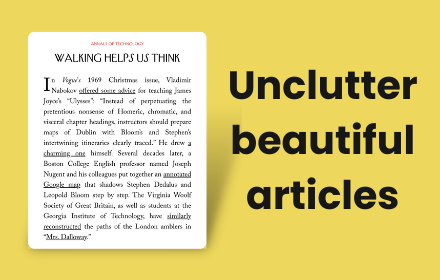 ANNALS OF TECHNOLOGY
WALKING HELPS US THINK
In Vogue's 1969 Christmas issue, Vladimir
Nabokov offered some advice for teaching James
Joyce's "Ulysses": "Instead of perpetuating the
pretentious nonsense of Homeric, chromatic, and
visceral chapter headings, instructors should prepare
maps of Dublin with Bloom's and Stephen's
intertwining itineraries clearly traced." He drew a
charming one himself. Several decades later, a
Boston College English professor named Joseph
Nugent and his colleagues put together an annotated
Google map that shadows Stephen Dedalus and
Leopold Bloom step by step. The Virginia Woolf
Society of Great Britain, as well as students at the
Georgia Institute of Technology, have similarly
reconstructed the paths of the London amblers in
"Mrs. Dalloway."
Unclutter
beautiful
articles